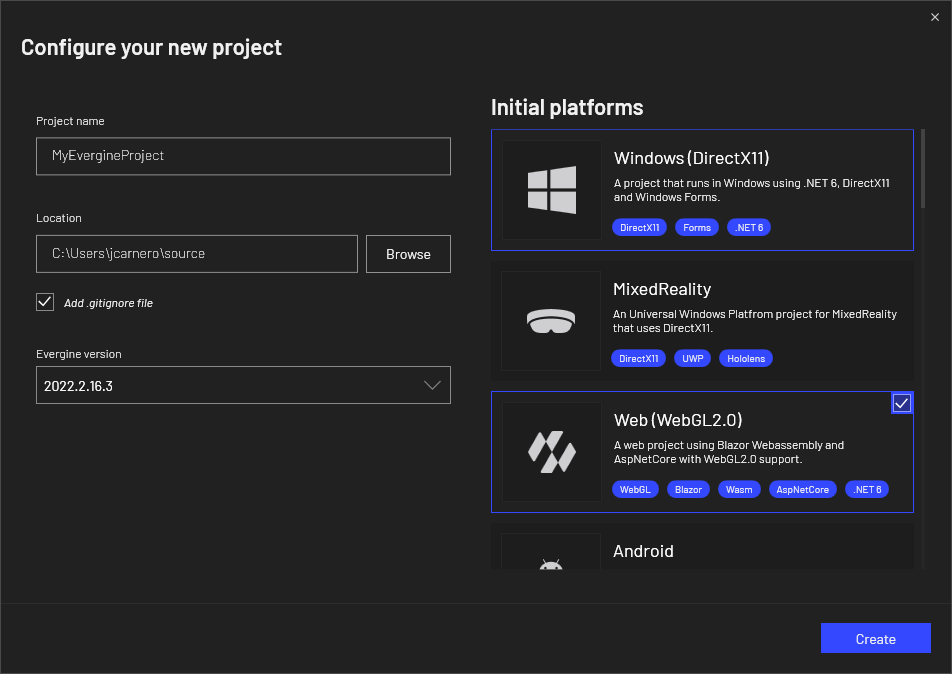 Configure your new project
Project name
MyEvergineProject
Location
C:\Users\jcarnero\source
Browse
Add .gitignore file
Evergine version
2022.2.16.3
Initial platforms
Windows (DirectX11)
A project that runs in Windows using .NET 6, DirectX11
and Windows Forms.
DirectX11 Forms .NET 6
MixedReality
An Universal Windows Platfrom project for MixedReality
that uses DirectX11.
DirectX11 UWP Hololens
Web (WebGL2.0)
A web project using Blazor Webassembly and
AspNetCore with WebGL2.0 support.
WebGL Blazor Wasm AspNetCore .NET 6
Android
Create